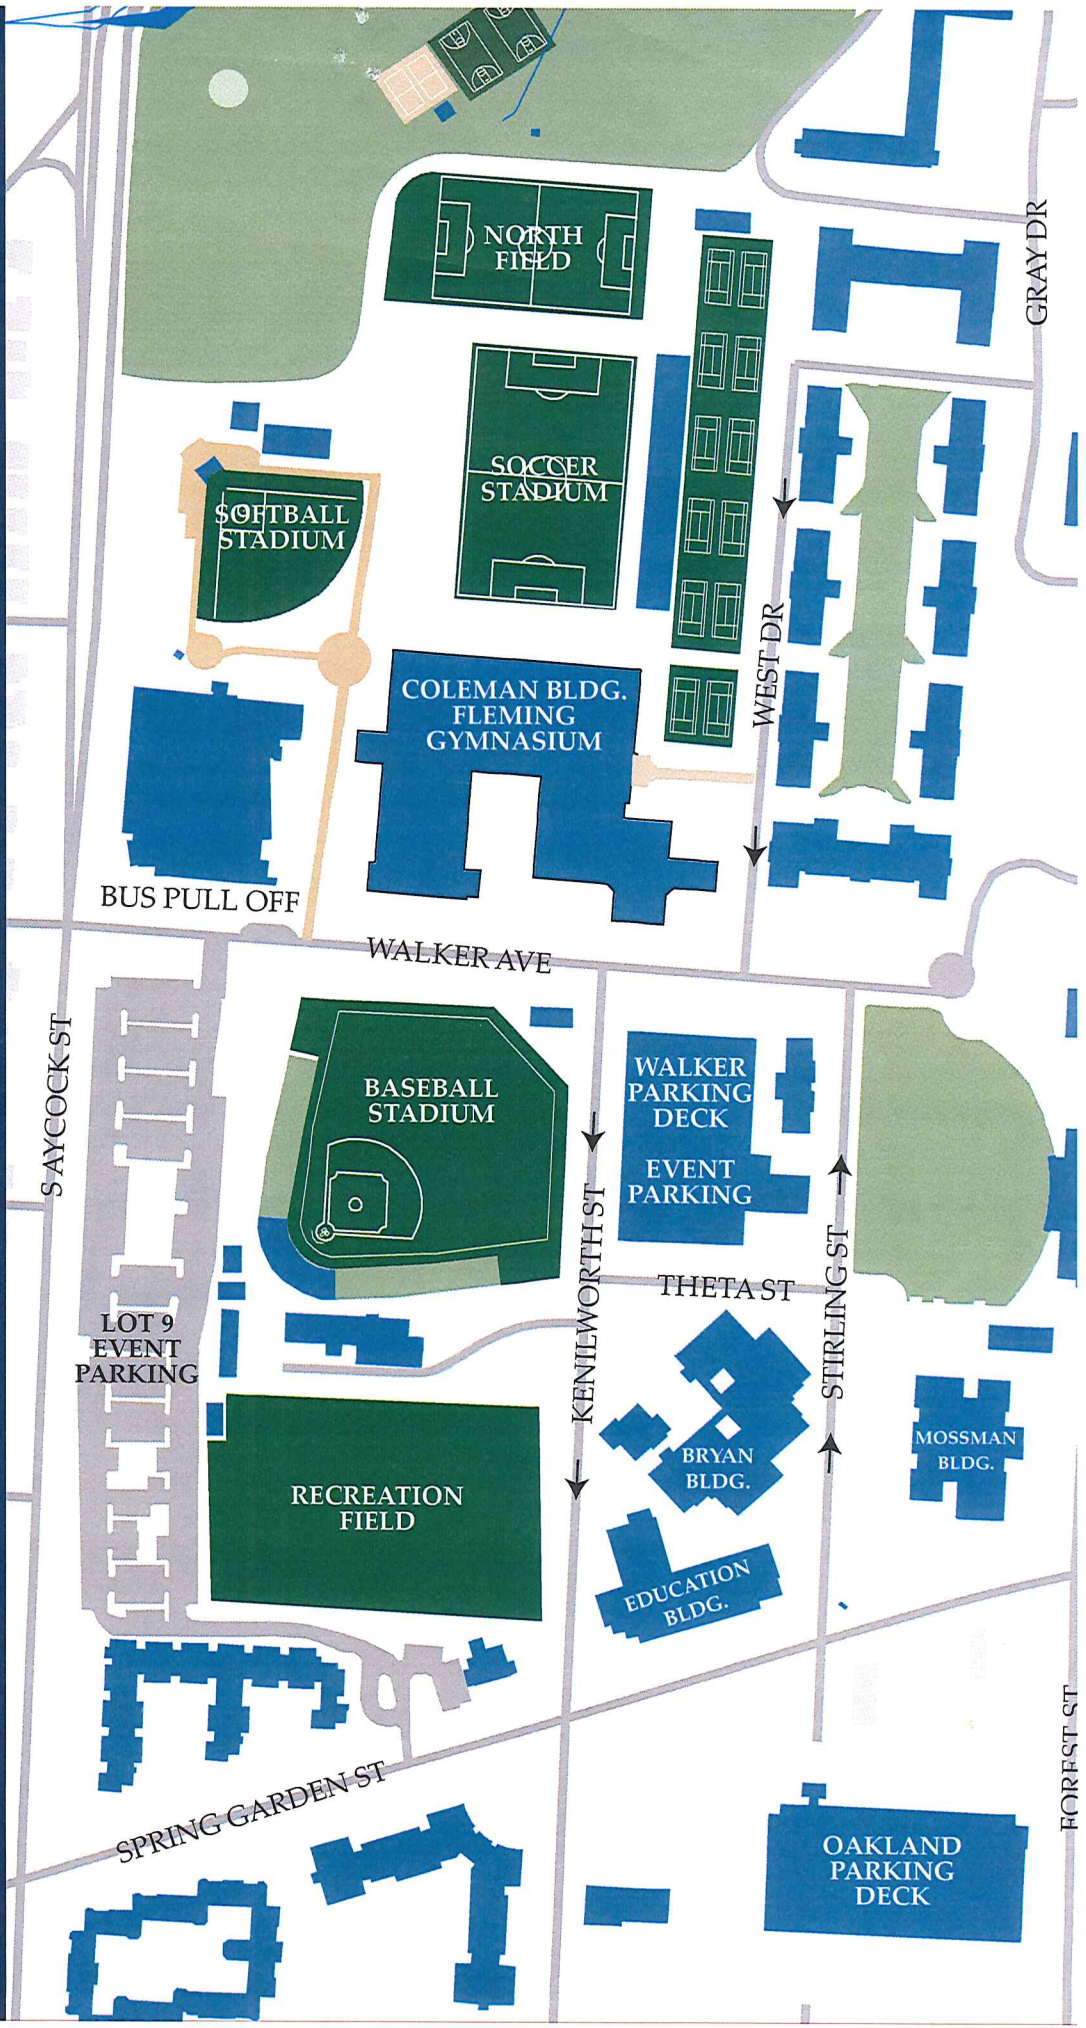 NORTH
FIELD
GRAY DR
SOCCER
STADIUM
SOFTBALL
STADIUM
WEST DR
COLEMAN BLDG.
FLEMING
GYMNASIUM
BUS PULL OFF
WALKER AVE
S AYCOCK ST
BASEBALL
STADIUM
WALKER
PARKING
DECK
EVENT
PARKING
KENILWORTH ST
THETA ST
STIRLING ST
LOT 9
EVENT
PARKING
MOSSMAN
BLDG.
BRYAN
BLDG.
RECREATION
FIELD
EDUCATION
BLDG.
FOREST ST
SPRING GARDEN ST
OAKLAND
PARKING
DECK